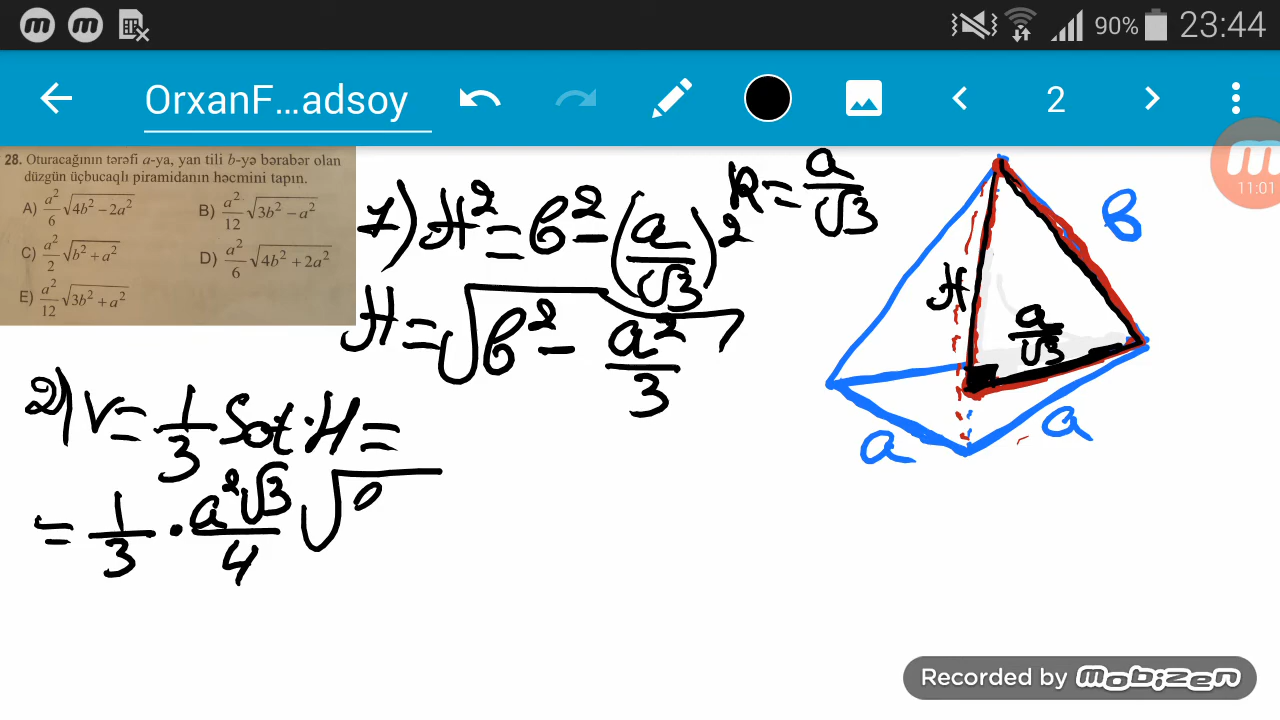 90% 23:44
OrxanF...adsoy
2
28. Oturacağının tərəfi a-ya, yan tili b-yə bərabər olan
düzgün üçbucaqlı piramidanın həcmini tapın.
A) a²/6 √(4b² − 2a²)
B) a²/12 √(3b² − a²)
C) a²/2 √(b² + a²)
D) a²/6 √(4b² + 2a²)
E) a²/12 √(3b² + a²)
1) H² = b² − (a/√3)²
R = a/√3
H = √(b² − a²/3)
2) V = 1/3 Sot · H =
= 1/3 · a²√3/4 √
b
H
a/√3
a
a
m
11:01
Recorded by mobizen